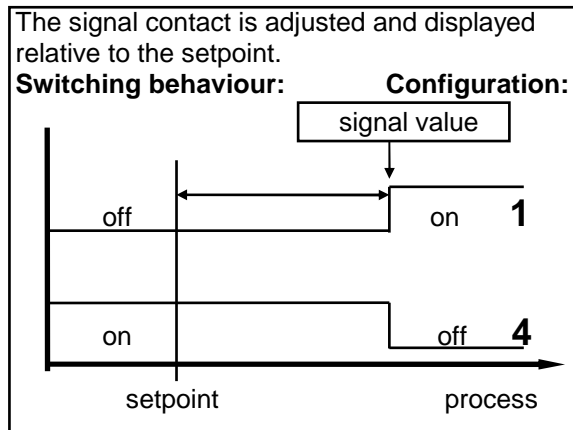 The signal contact is adjusted and displayed
relative to the setpoint.
Switching behaviour: Configuration:
signal value
off on 1
on off 4
setpoint process